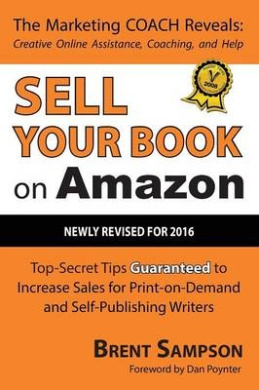 The Marketing COACH Reveals:
Creative Online Assistance, Coaching, and Help
2008
SELL
YOUR BOOK
on Amazon
NEWLY REVISED FOR 2016
Top-Secret Tips Guaranteed to
Increase Sales for Print-on-Demand
and Self-Publishing Writers
BRENT SAMPSON
Foreword by Dan Poynter